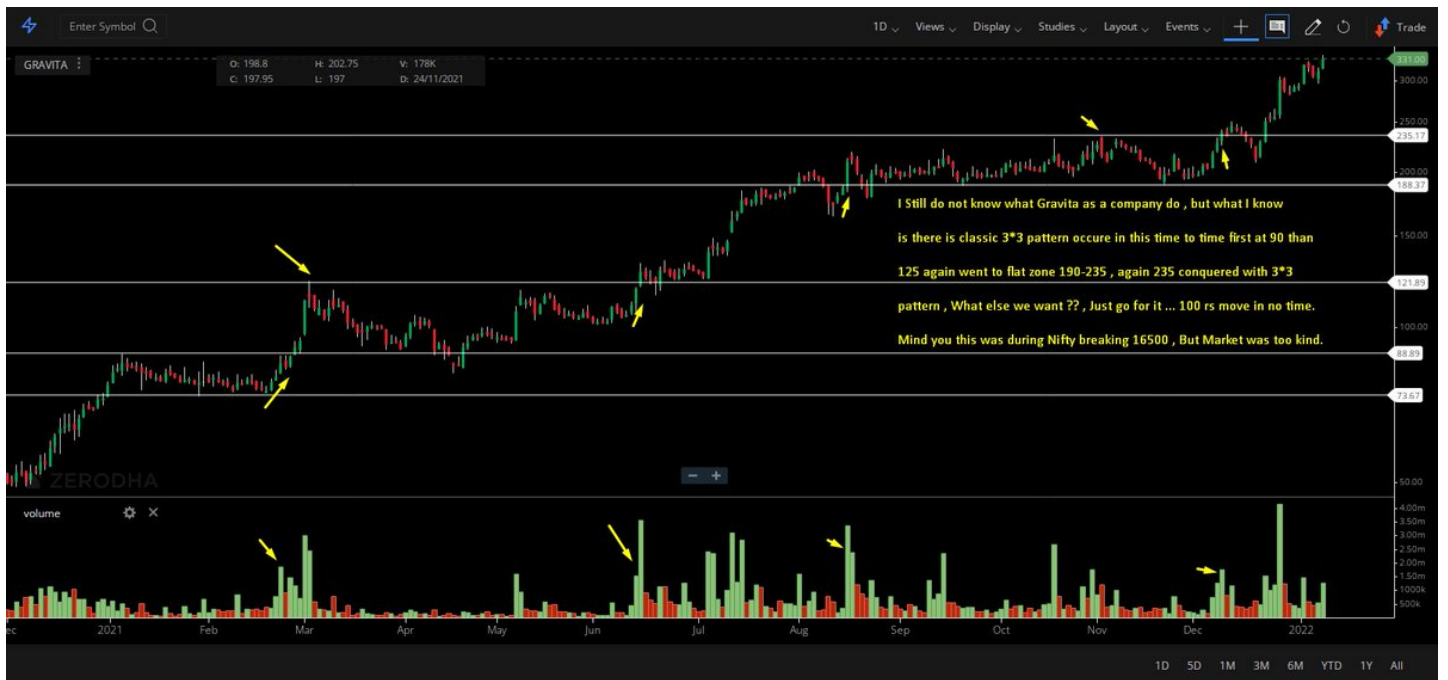 Enter Symbol
1D Views Display Studies Layout Events Trade
GRAVITA
O: 198.8 H: 202.75 V: 178K
C: 197.95 L: 197 D: 24/11/2021
331.00
300.00
250.00
235.17
200.00
188.37
I Still do not know what Gravita as a company do , but what I know
is there is classic 3*3 pattern occure in this time to time first at 90 than
150.00
125 again went to flat zone 190-235 , again 235 conquered with 3*3
121.89
pattern , What else we want ?? , Just go for it ... 100 rs move in no time.
100.00
Mind you this was during Nifty breaking 16500 , But Market was too kind.
88.89
73.67
ZERODHA
50.00
volume
4.00m
3.50m
3.00m
2.50m
2.00m
1.50m
1000k
500k
ec 2021 Feb Mar Apr May Jun Jul Aug Sep Oct Nov Dec 2022
1D 5D 1M 3M 6M YTD 1Y All